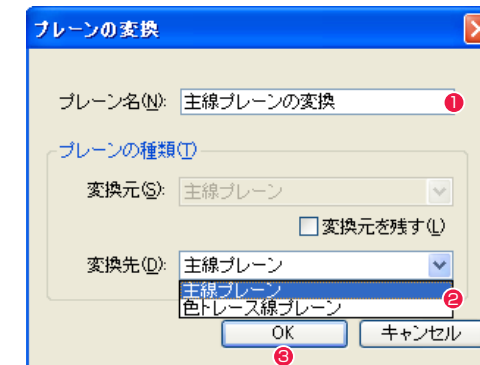 プレーンの変換
プレーン名(N): 主線プレーンの変換 1
プレーンの種類(T)
変換元(S): 主線プレーン
変換元を残す(L)
変換先(D): 主線プレーン
主線プレーン
色トレース線プレーン 2
OK キャンセル
3